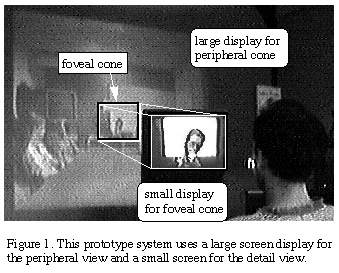 large display for
peripheral cone
foveal cone
small display
for foveal cone
Figure 1. This prototype system uses a large screen display for
the peripheral view and a small screen for the detail view.